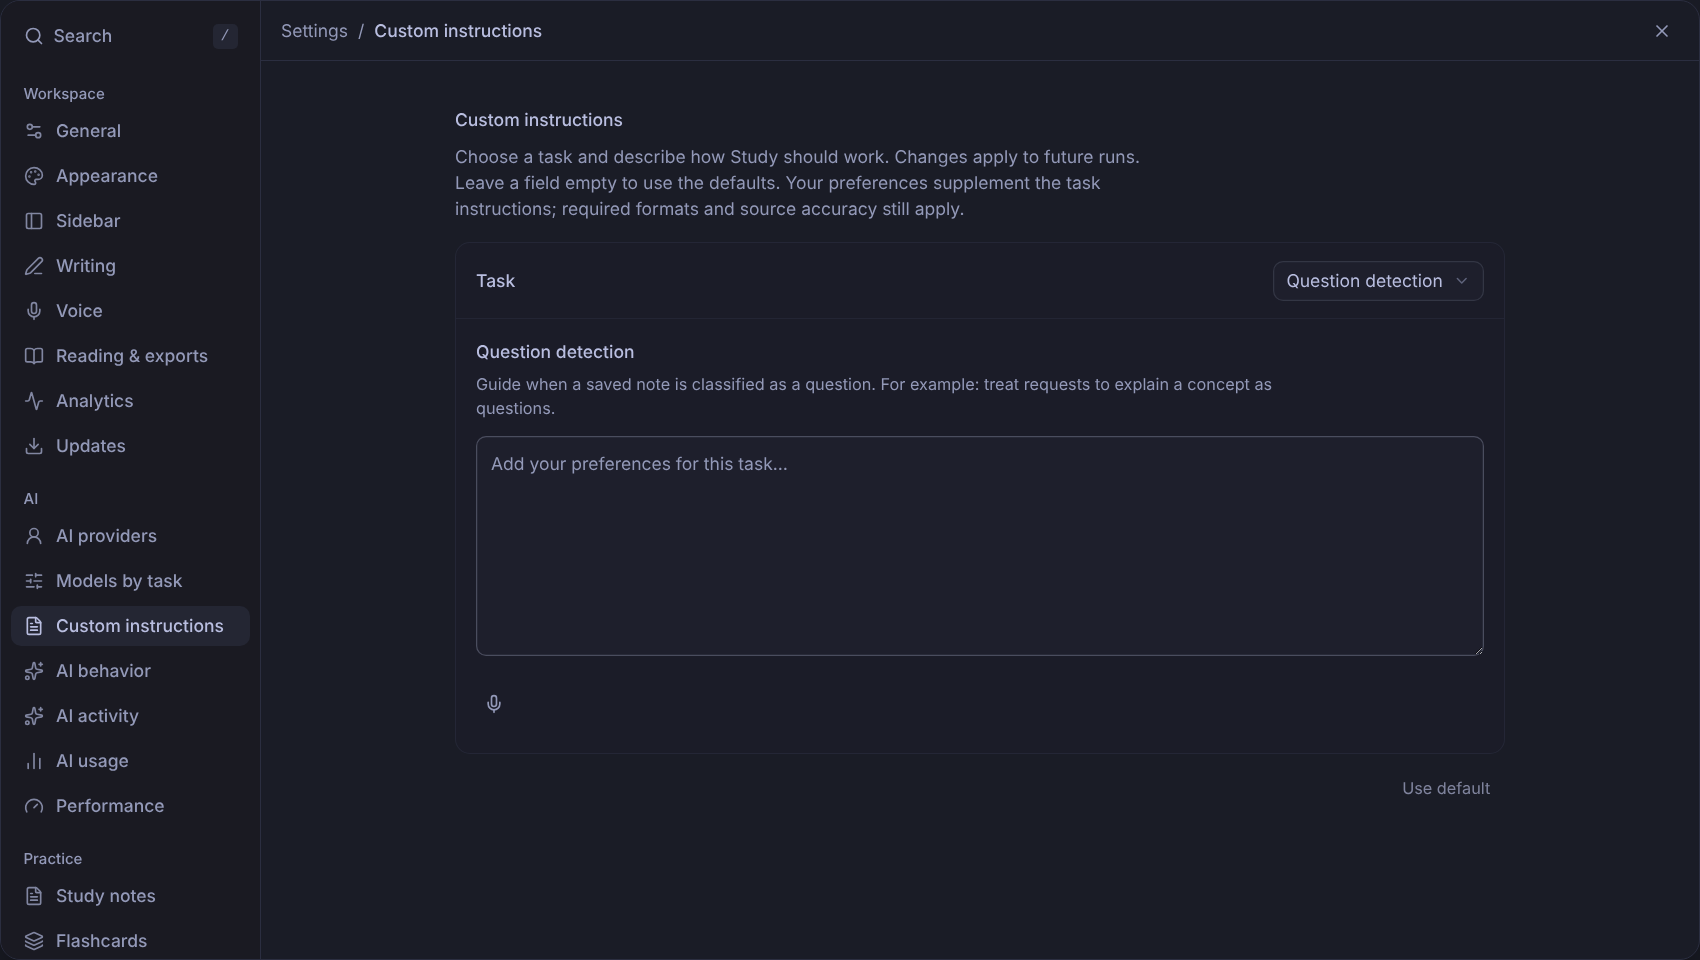 Search
/
Workspace
General
Appearance
Sidebar
Writing
Voice
Reading & exports
Analytics
Updates
AI
AI providers
Models by task
Custom instructions
AI behavior
AI activity
AI usage
Performance
Practice
Study notes
Flashcards
Settings / Custom instructions
Custom instructions
Choose a task and describe how Study should work. Changes apply to future runs.
Leave a field empty to use the defaults. Your preferences supplement the task
instructions; required formats and source accuracy still apply.
Task
Question detection
Question detection
Guide when a saved note is classified as a question. For example: treat requests to explain a concept as
questions.
Add your preferences for this task...
Use default